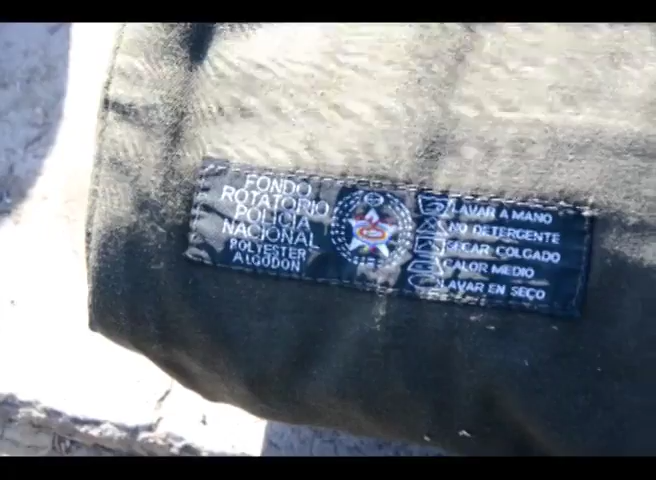 FONDO
ROTATORIO
POLICIA
NACIONAL
POLYESTER
ALGODON
LAVAR A MANO
NO DETERGENTE
SECAR COLGADO
CALOR MEDIO
LAVAR EN SECO